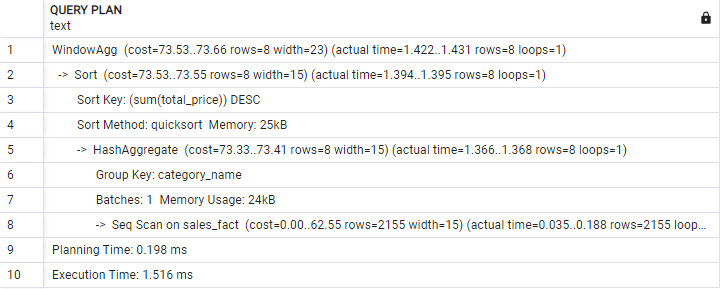 QUERY PLAN
text
1 WindowAgg (cost=73.53..73.66 rows=8 width=23) (actual time=1.422..1.431 rows=8 loops=1)
2 -> Sort (cost=73.53..73.55 rows=8 width=15) (actual time=1.394..1.395 rows=8 loops=1)
3 Sort Key: (sum(total_price)) DESC
4 Sort Method: quicksort Memory: 25kB
5 -> HashAggregate (cost=73.33..73.41 rows=8 width=15) (actual time=1.366..1.368 rows=8 loops=1)
6 Group Key: category_name
7 Batches: 1 Memory Usage: 24kB
8 -> Seq Scan on sales_fact (cost=0.00..62.55 rows=2155 width=15) (actual time=0.035..0.188 rows=2155 loop...
9 Planning Time: 0.198 ms
10 Execution Time: 1.516 ms